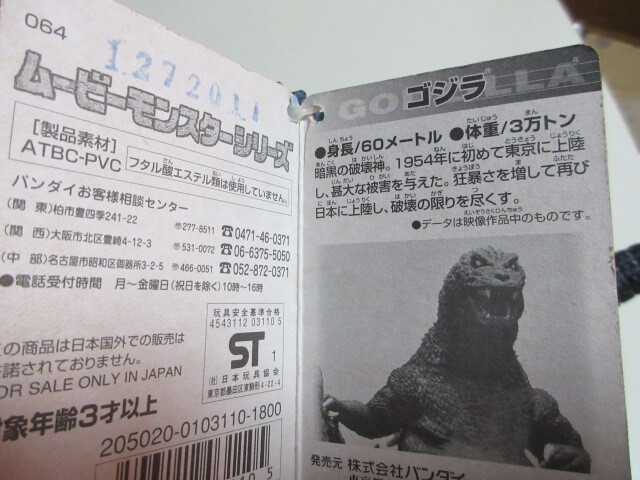 064
1272011
ムービーモンスターシリーズ
[製品素材]
ATBC-PVC
フタル酸エステル類は使用していません。
バンダイお客様相談センター
(関 東)柏市豊四季241-22 〒277-8511 ☎0471-46-0371
(関 西)大阪市北区豊崎4-12-3 〒531-0072 ☎06-6375-5050
(中 部)名古屋市昭和区御器所3-2-5 〒466-0051 ☎052-872-0371
●電話受付時間 月〜金曜日(祝日を除く)10時〜16時
の商品は日本国外での販売は
諾されておりません。
OR SALE ONLY IN JAPAN
象年齢3才以上
玩具安全基準合格
4543112 03110 5
ST 1
(社)日本玩具協会
東京都墨田区東駒形4-22-4
205020-0103110-1800
ゴジラ
●身長/60メートル ●体重/3万トン
暗黒の破壊神。1954年に初めて東京に上陸
し、甚大な被害を与えた。狂暴さを増して再び
日本に上陸し、破壊の限りを尽くす。
●データは映像作品中のものです。
発売元 株式会社バンダイ